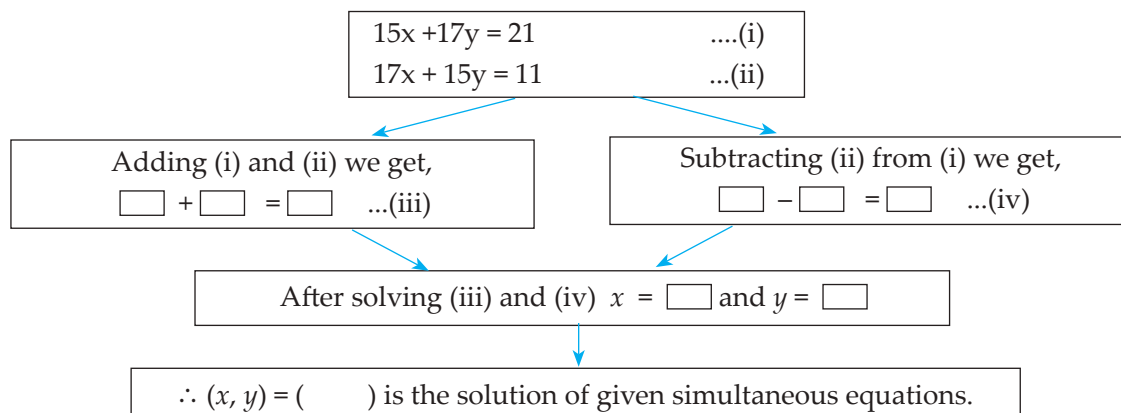 15x +17y = 21 ....(i)
17x + 15y = 11 ...(ii)
Adding (i) and (ii) we get,
□ + □ = □ ...(iii)
Subtracting (ii) from (i) we get,
□ – □ = □ ...(iv)
After solving (iii) and (iv) x = □ and y = □
∴ (x, y) = ( ) is the solution of given simultaneous equations.